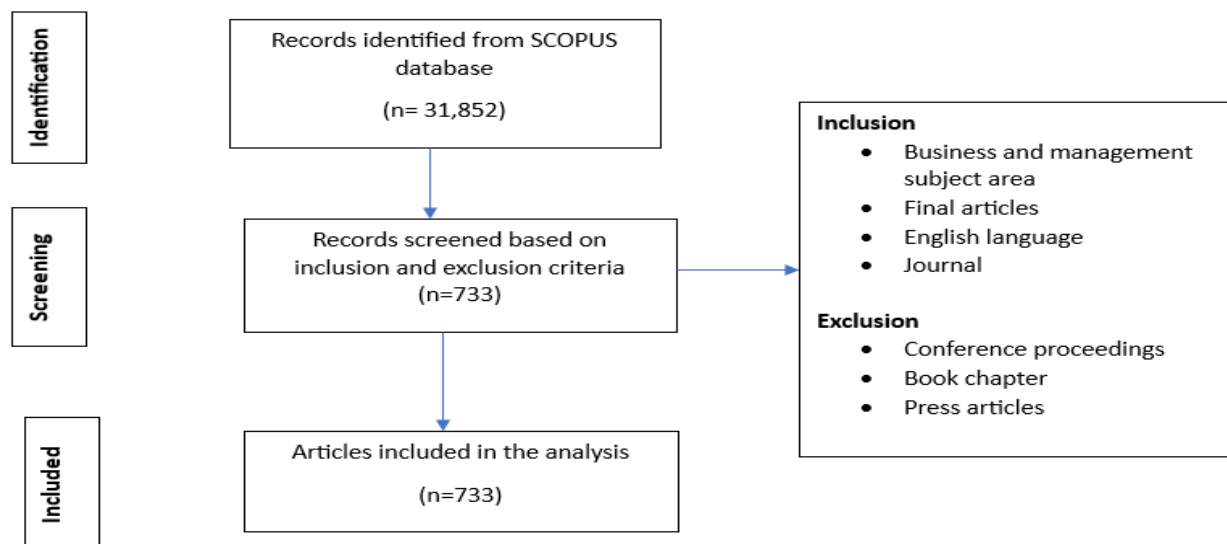 Identification
Records identified from SCOPUS
database
(n= 31,852)
Screening
Records screened based on
inclusion and exclusion criteria
(n=733)
Inclusion
• Business and management
subject area
• Final articles
• English language
• Journal
Exclusion
• Conference proceedings
• Book chapter
• Press articles
Included
Articles included in the analysis
(n=733)